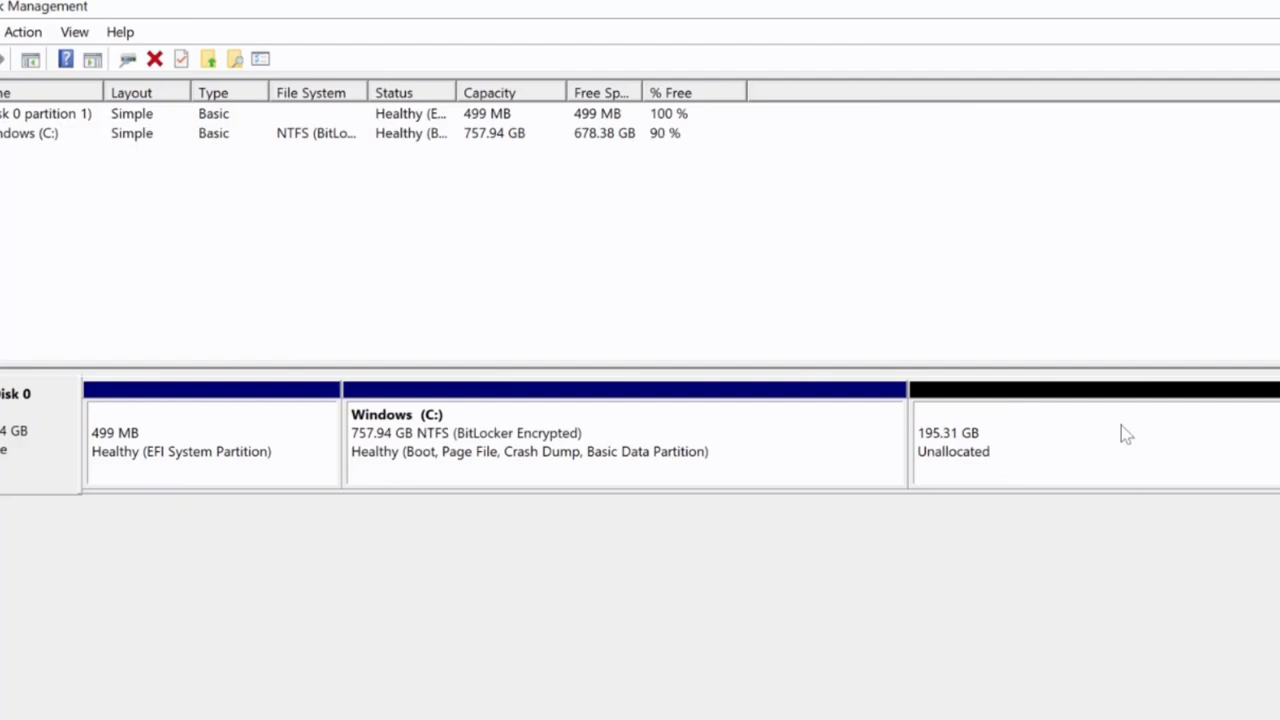 k Management
Action View Help
ne Layout Type File System Status Capacity Free Sp... % Free
sk 0 partition 1) Simple Basic Healthy (E... 499 MB 499 MB 100 %
ndows (C:) Simple Basic NTFS (BitLo... Healthy (B... 757.94 GB 678.38 GB 90 %
isk 0
4 GB
e
499 MB
Healthy (EFI System Partition)
Windows (C:)
757.94 GB NTFS (BitLocker Encrypted)
Healthy (Boot, Page File, Crash Dump, Basic Data Partition)
195.31 GB
Unallocated